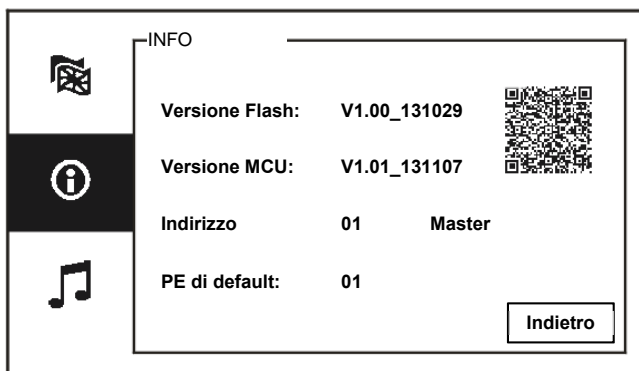 INFO
Versione Flash: V1.00_131029
Versione MCU: V1.01_131107
Indirizzo 01 Master
PE di default: 01
Indietro